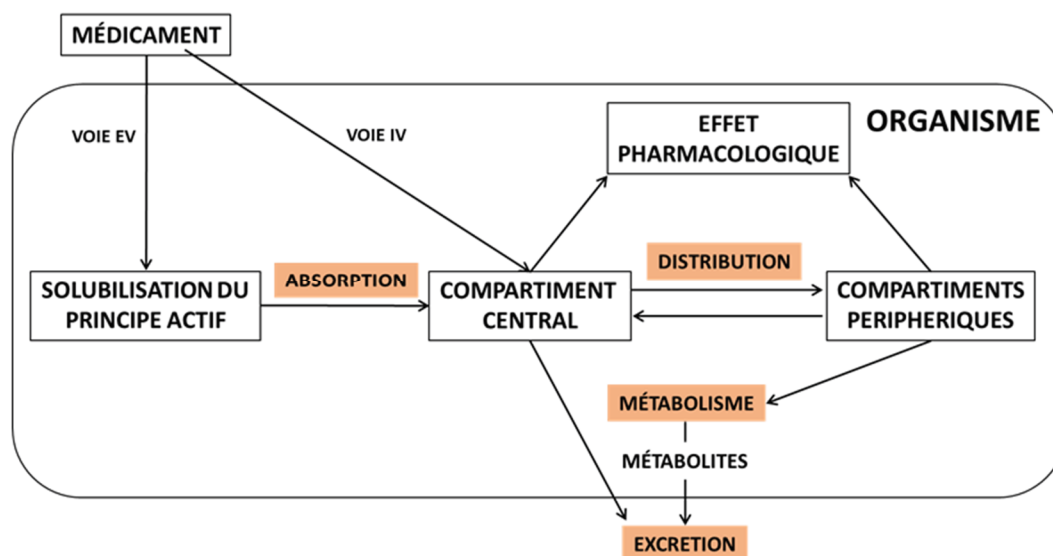 MÉDICAMENT
ORGANISME
VOIE EV
VOIE IV
EFFET
PHARMACOLOGIQUE
SOLUBILISATION DU
PRINCIPE ACTIF
ABSORPTION
COMPARTIMENT
CENTRAL
DISTRIBUTION
COMPARTIMENTS
PERIPHERIQUES
MÉTABOLISME
MÉTABOLITES
EXCRETION